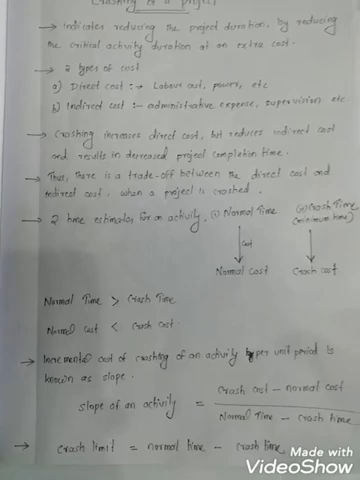 Crashing of a project
→ Indicates reducing the project duration, by reducing
the critical activity duration at an extra cost.
→ 2 types of cost
a) Direct cost :→ Labour cost, power, etc
b) Indirect cost :– administrative expense, supervision etc.
→ Crashing increases direct cost, but reduces indirect cost
and results in decreased project completion time.
→ Thus, there is a trade-off between the direct cost and
indirect cost, when a project is crashed.
→ 2 time estimates for an activity, (i) Normal Time (ii) Crash Time
(minimum time)
cost
Normal cost Crash cost
Normal Time > Crash Time
Normal cost < Crash cost.
→ Incremental cost of crashing of an activity per unit period is
known as slope.
slope of an activity = Crash cost – normal cost
Normal Time – crash time
→ Crash limit = normal time – crash time
Made with
VideoShow